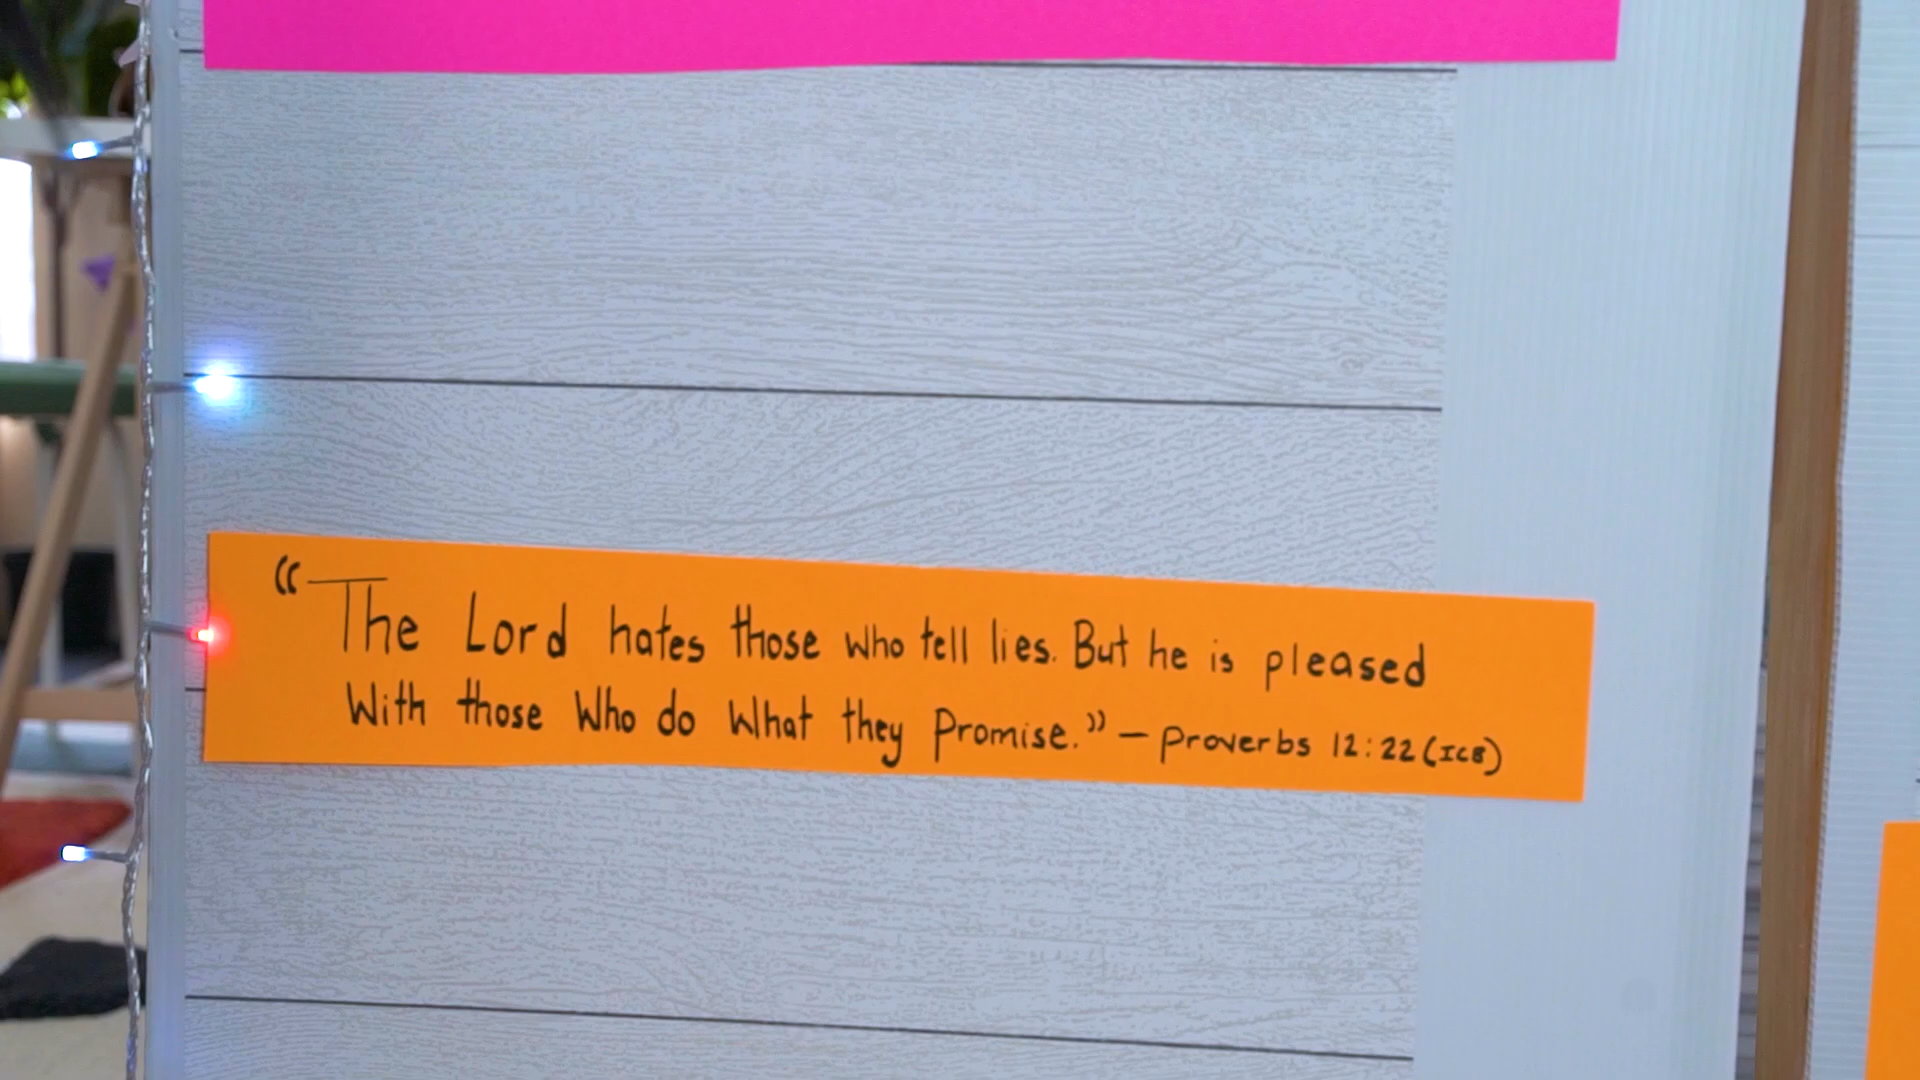 “The Lord hates those who tell lies. But he is pleased
With those Who do What they Promise.” – Proverbs 12:22 (ICB)